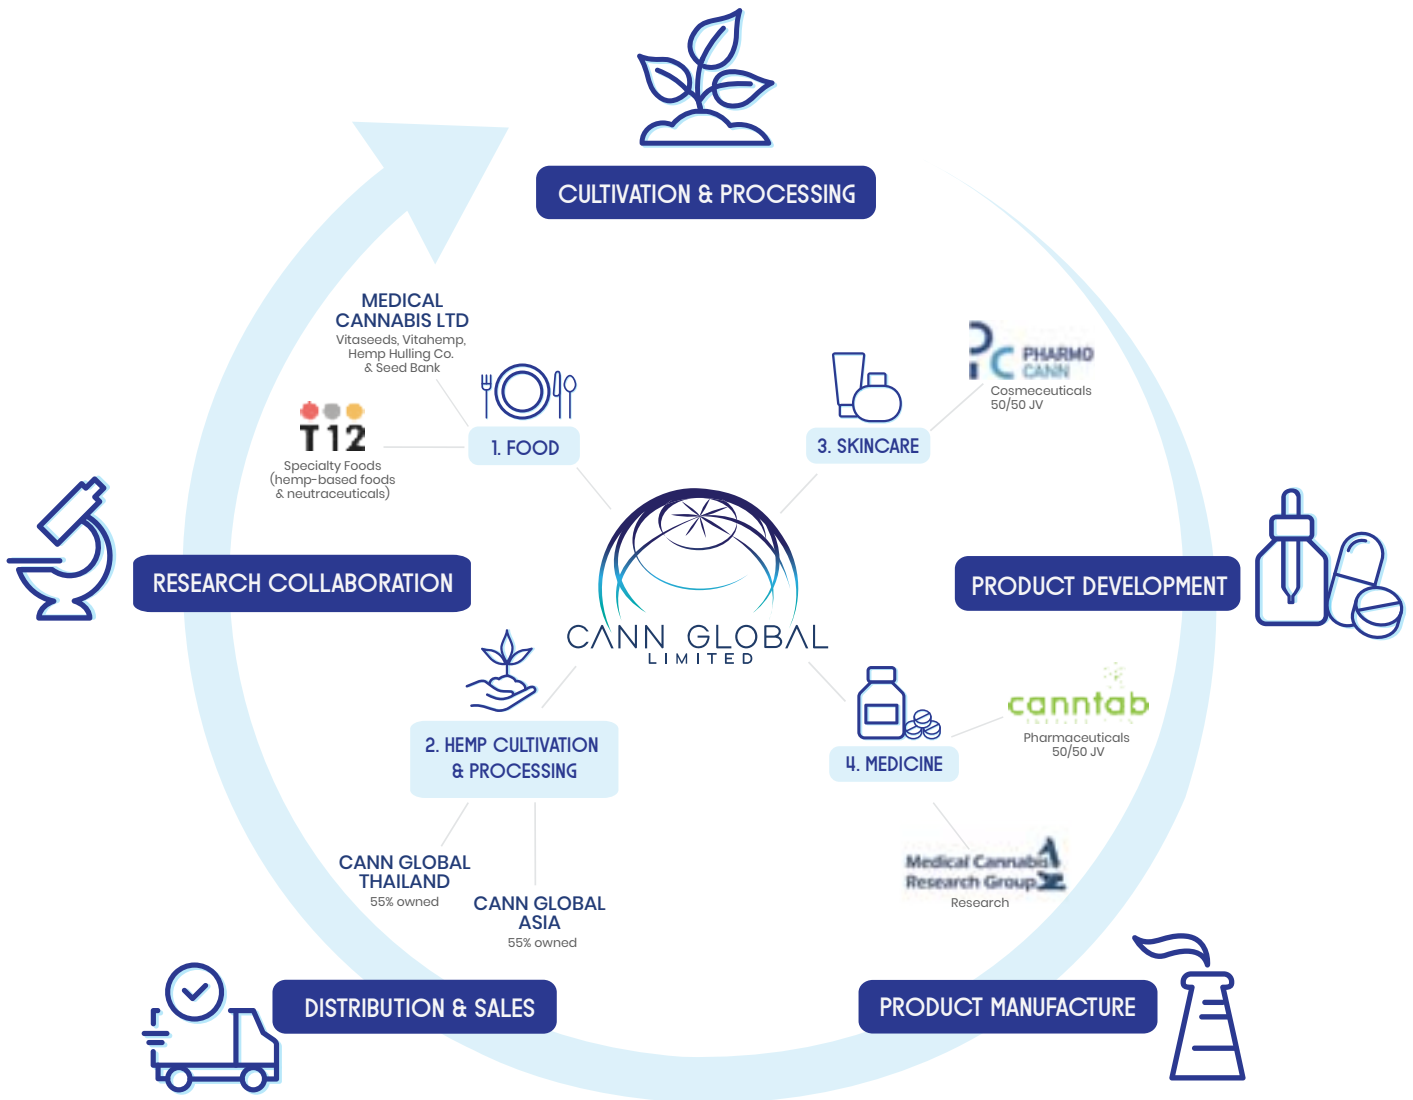 CULTIVATION & PROCESSING
MEDICAL
CANNABIS LTD
Vitaseeds, Vitahemp,
Hemp Hulling Co.
& Seed Bank
T12
Specialty Foods
(hemp-based foods
& neutraceuticals)
1. FOOD
3. SKINCARE
PC PHARMO
CANN
Cosmeceuticals
50/50 JV
RESEARCH COLLABORATION
PRODUCT DEVELOPMENT
CANN GLOBAL
LIMITED
2. HEMP CULTIVATION
& PROCESSING
CANN GLOBAL
THAILAND
55% owned
CANN GLOBAL
ASIA
55% owned
4. MEDICINE
canntab
Pharmaceuticals
50/50 JV
Medical Cannabis
Research Group
Research
DISTRIBUTION & SALES
PRODUCT MANUFACTURE